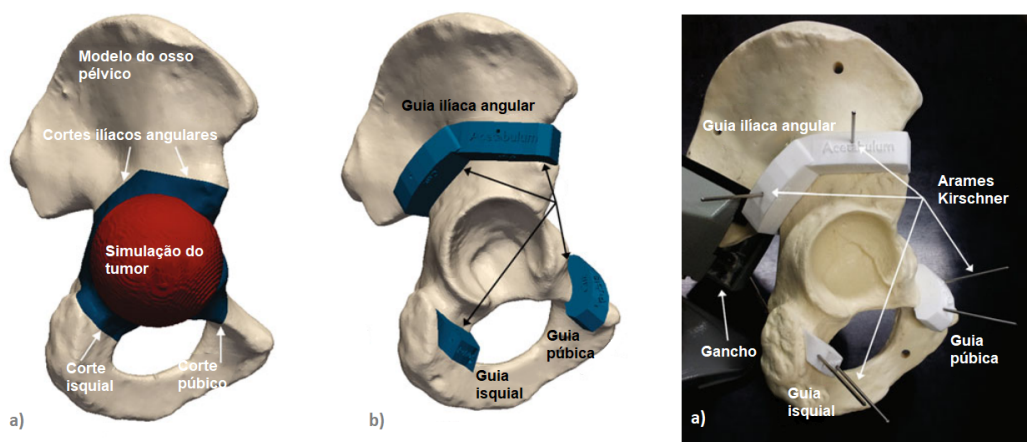 Modelo do osso
pélvico
Cortes ilíacos angulares
Simulação do
tumor
Corte
isquial
Corte
púbico
a)
Guia ilíaca angular
Acetabulum
Guia
púbica
Guia
isquial
b)
Guia ilíaca angular
Acetabulum
Arames
Kirschner
Gancho
Guia
púbica
Guia
isquial
a)